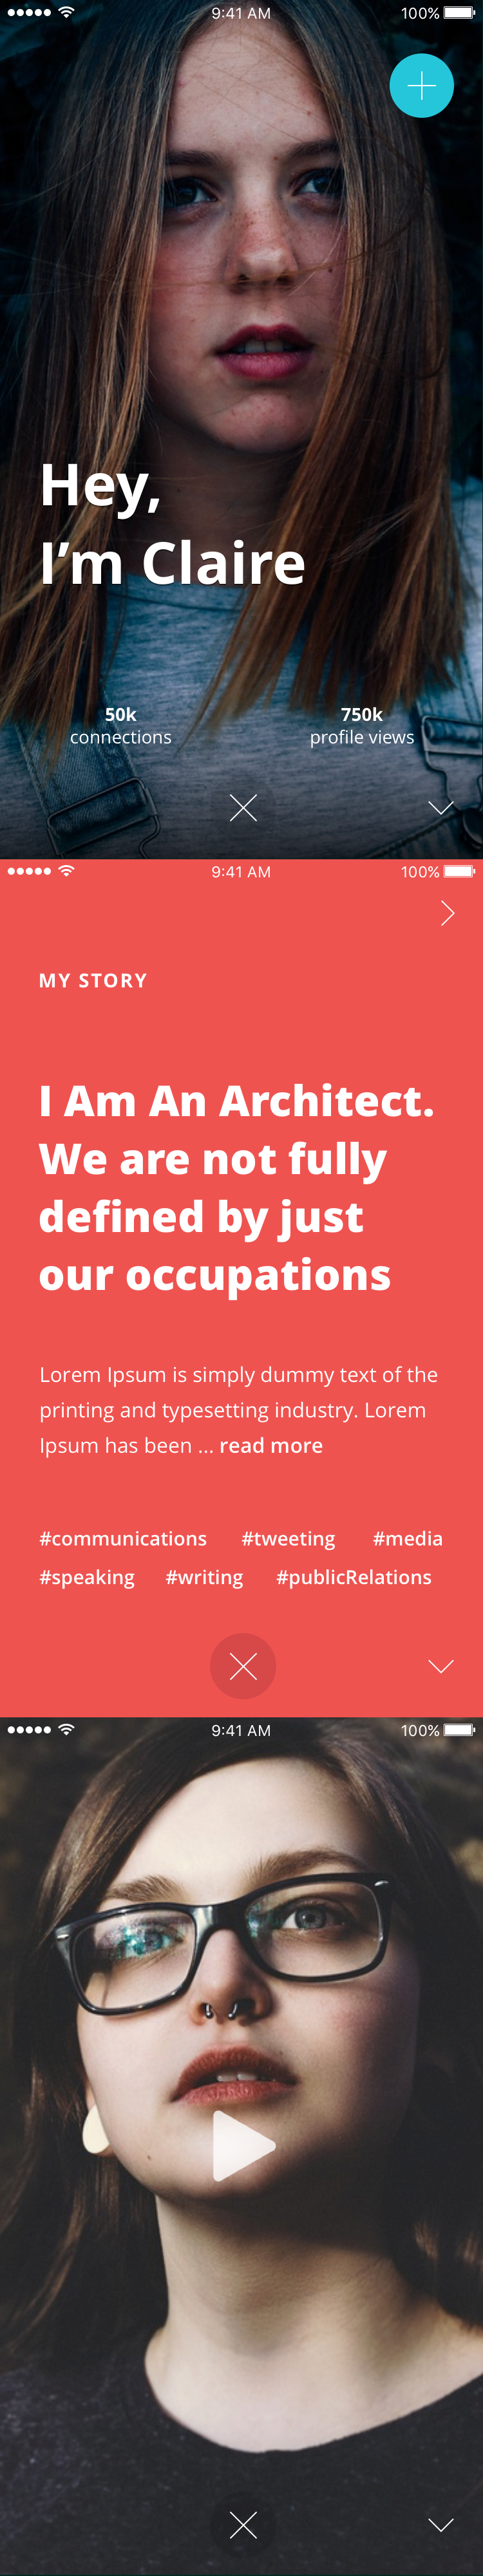 9:41 AM
100%
Hey,
I'm Claire
50k
connections
750k
profile views
9:41 AM
100%
MY STORY
I Am An Architect.
We are not fully
defined by just
our occupations
Lorem Ipsum is simply dummy text of the
printing and typesetting industry. Lorem
Ipsum has been ... read more
#communications #tweeting #media
#speaking #writing #publicRelations
9:41 AM
100%